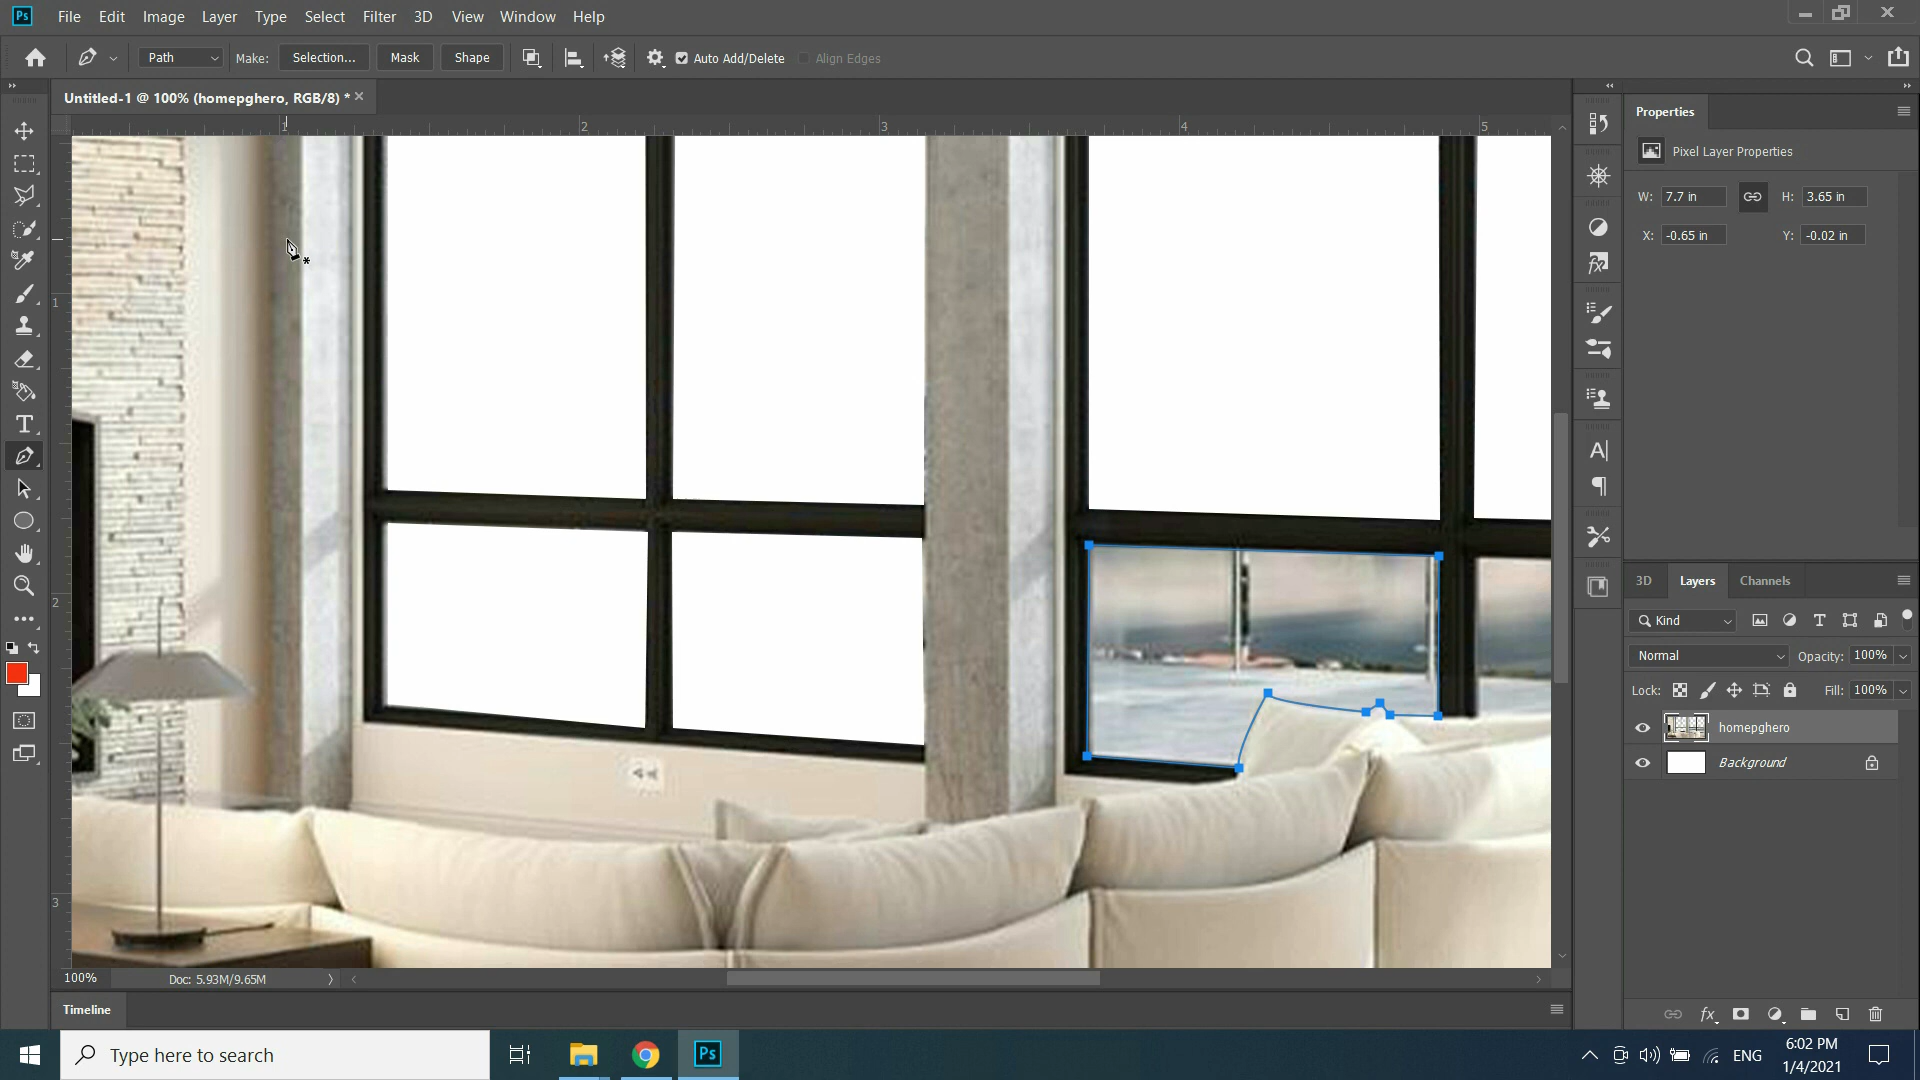 Ps File Edit Image Layer Type Select Filter 3D View Window Help
Path Make: Selection... Mask Shape Auto Add/Delete Align Edges
Untitled-1 @ 100% (homepghero, RGB/8) *
1 2 3 4 5
1
2
3
Properties
Pixel Layer Properties
W: 7.7 in H: 3.65 in
X: -0.65 in Y: -0.02 in
3D Layers Channels
Kind
Normal Opacity: 100%
Lock: Fill: 100%
homepghero
Background
100% Doc: 5.93M/9.65M
Timeline
Type here to search
Ps
ENG
6:02 PM
1/4/2021